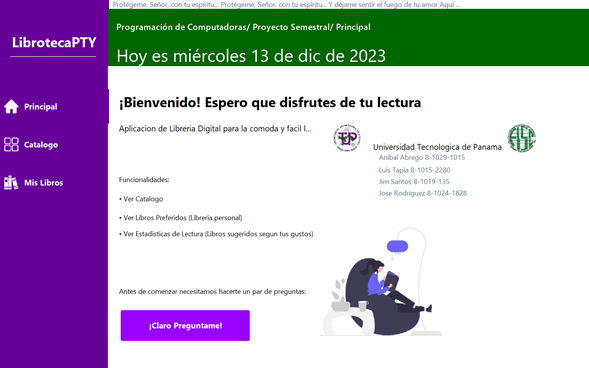 Protégeme, Señor, con tu espíritu... Protégeme, Señor, con tu espíritu... Y déjame sentir el fuego de tu amor Aquí ...
LibrotecaPTY
Programación de Computadoras/ Proyecto Semestral/ Principal
Hoy es miércoles 13 de dic de 2023
Principal
Catalogo
Mis Libros
¡Bienvenido! Espero que disfrutes de tu lectura
Aplicacion de Libreria Digital para la comoda y facil l...
Universidad Tecnologica de Panama
Anibal Abrego 8-1029-1015
Luis Tapia 8-1015-2280
Jim Santos 8-1019-135
Jose Rodriguez 8-1024-1828
Funcionalidades:
• Ver Catalogo
• Ver Libros Preferidos (Libreria personal)
• Ver Estadisticas de Lectura (Libros sugeridos segun tus gustos)
Antes de comenzar necesitamos hacerte un par de preguntas:
¡Claro Preguntame!